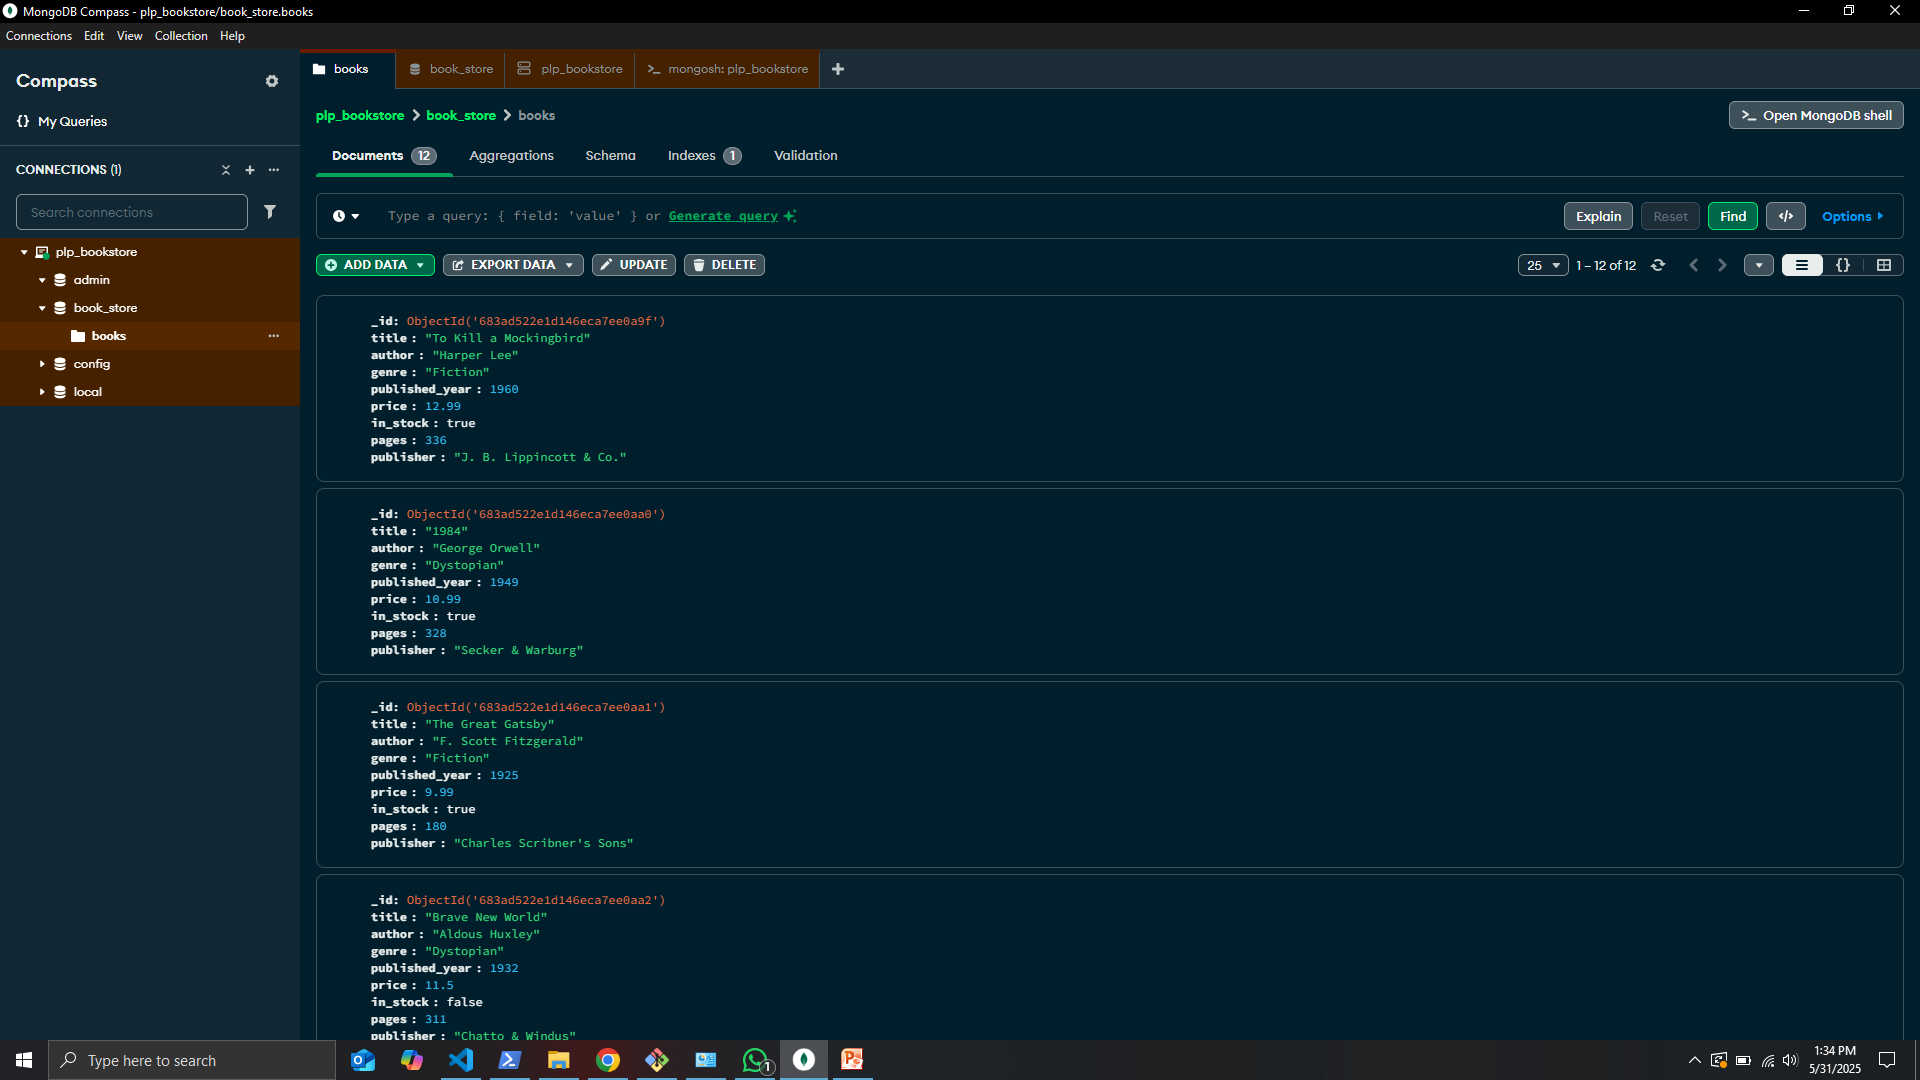 MongoDB Compass - plp_bookstore/book_store.books
Connections Edit View Collection Help
Compass
{} My Queries
CONNECTIONS (1)
Search connections
plp_bookstore
admin
book_store
books
config
local
books
book_store
plp_bookstore
>_ mongosh: plp_bookstore
plp_bookstore > book_store > books
>_ Open MongoDB shell
Documents 12 Aggregations Schema Indexes 1 Validation
Type a query: { field: 'value' } or Generate query
Explain Reset Find </> Options
ADD DATA EXPORT DATA UPDATE DELETE
25 1 – 12 of 12 {}
_id: ObjectId('683ad522e1d146eca7ee0a9f')
title : "To Kill a Mockingbird"
author : "Harper Lee"
genre : "Fiction"
published_year : 1960
price : 12.99
in_stock : true
pages : 336
publisher : "J. B. Lippincott & Co."
_id: ObjectId('683ad522e1d146eca7ee0aa0')
title : "1984"
author : "George Orwell"
genre : "Dystopian"
published_year : 1949
price : 10.99
in_stock : true
pages : 328
publisher : "Secker & Warburg"
_id: ObjectId('683ad522e1d146eca7ee0aa1')
title : "The Great Gatsby"
author : "F. Scott Fitzgerald"
genre : "Fiction"
published_year : 1925
price : 9.99
in_stock : true
pages : 180
publisher : "Charles Scribner's Sons"
_id: ObjectId('683ad522e1d146eca7ee0aa2')
title : "Brave New World"
author : "Aldous Huxley"
genre : "Dystopian"
published_year : 1932
price : 11.5
in_stock : false
pages : 311
publisher : "Chatto & Windus"
Type here to search
1
1:34 PM
5/31/2025